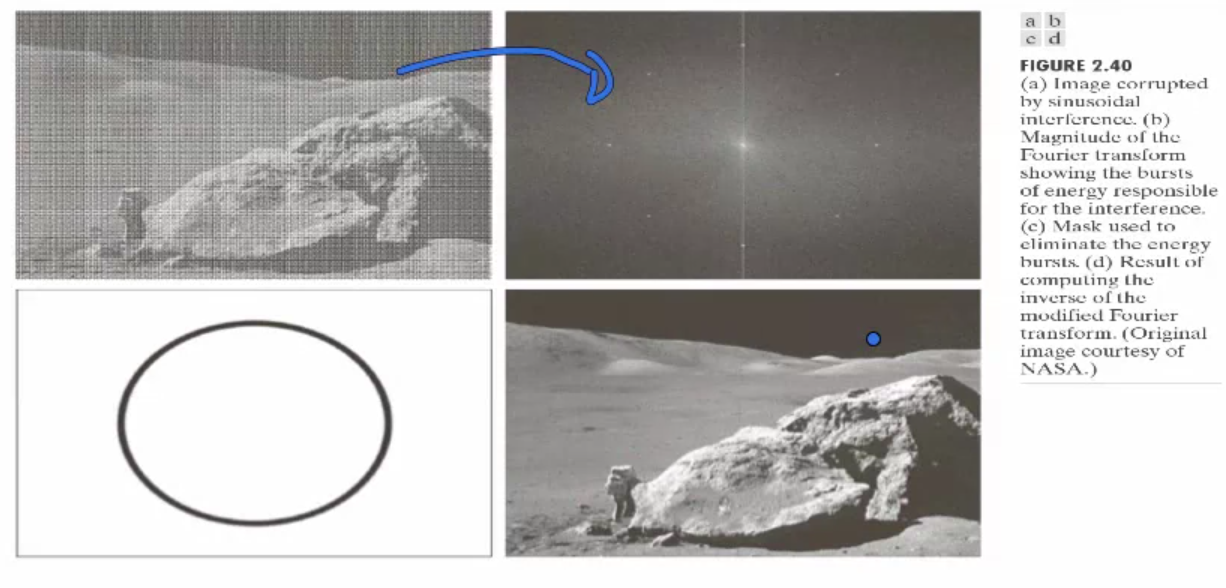 a b
c d
FIGURE 2.40
(a) Image corrupted
by sinusoidal
interference. (b)
Magnitude of the
Fourier transform
showing the bursts
of energy responsible
for the interference.
(c) Mask used to
eliminate the energy
bursts. (d) Result of
computing the
inverse of the
modified Fourier
transform. (Original
image courtesy of
NASA.)